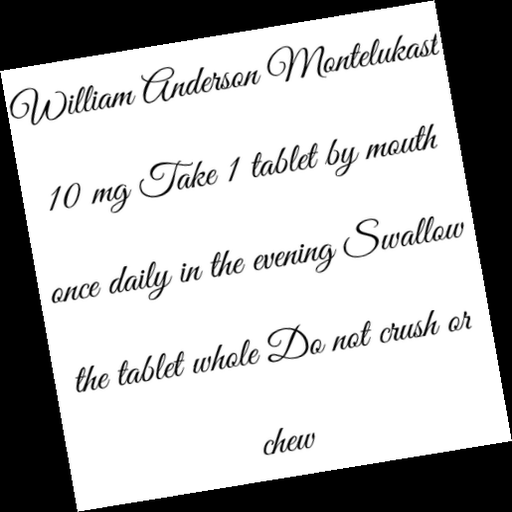 William Anderson Montelukast
10 mg Take 1 tablet by mouth
once daily in the evening Swallow
the tablet whole Do not crush or
chew